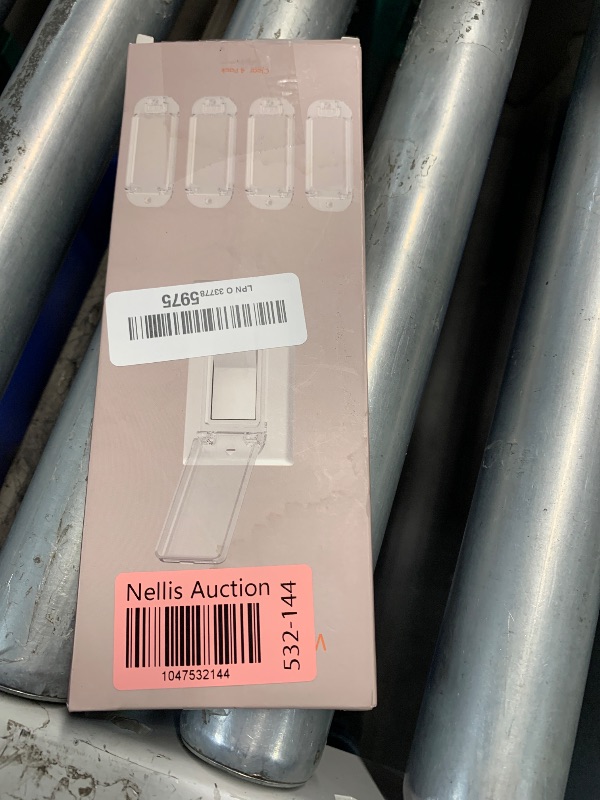 LPN O 33778 5975
Nellis Auction
1047532144
532-144